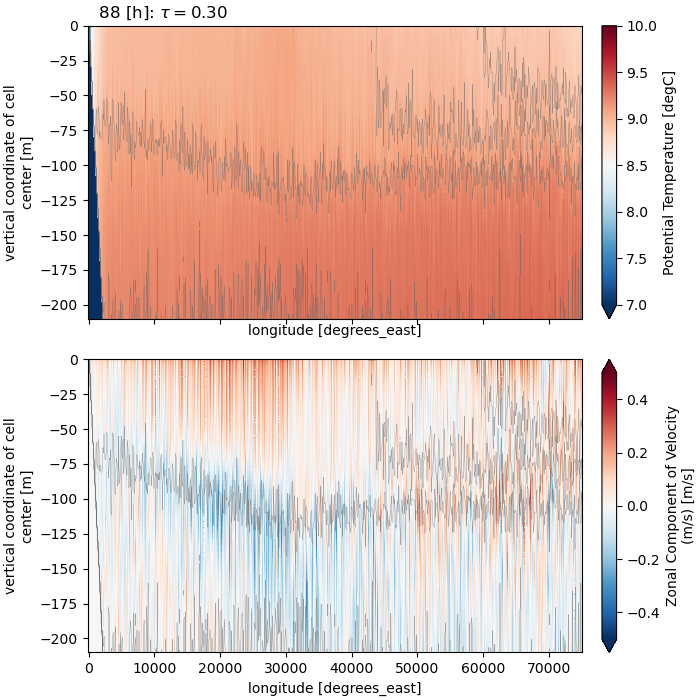 88 [h]: τ = 0.30
0
−25
−50
−75
−100
−125
−150
−175
−200
vertical coordinate of cell
center [m]
longitude [degrees_east]
10.0
9.5
9.0
8.5
8.0
7.5
7.0
Potential Temperature [degC]
0
−25
−50
−75
−100
−125
−150
−175
−200
vertical coordinate of cell
center [m]
0 10000 20000 30000 40000 50000 60000 70000
longitude [degrees_east]
0.4
0.2
0.0
−0.2
−0.4
Zonal Component of Velocity
(m/s) [m/s]